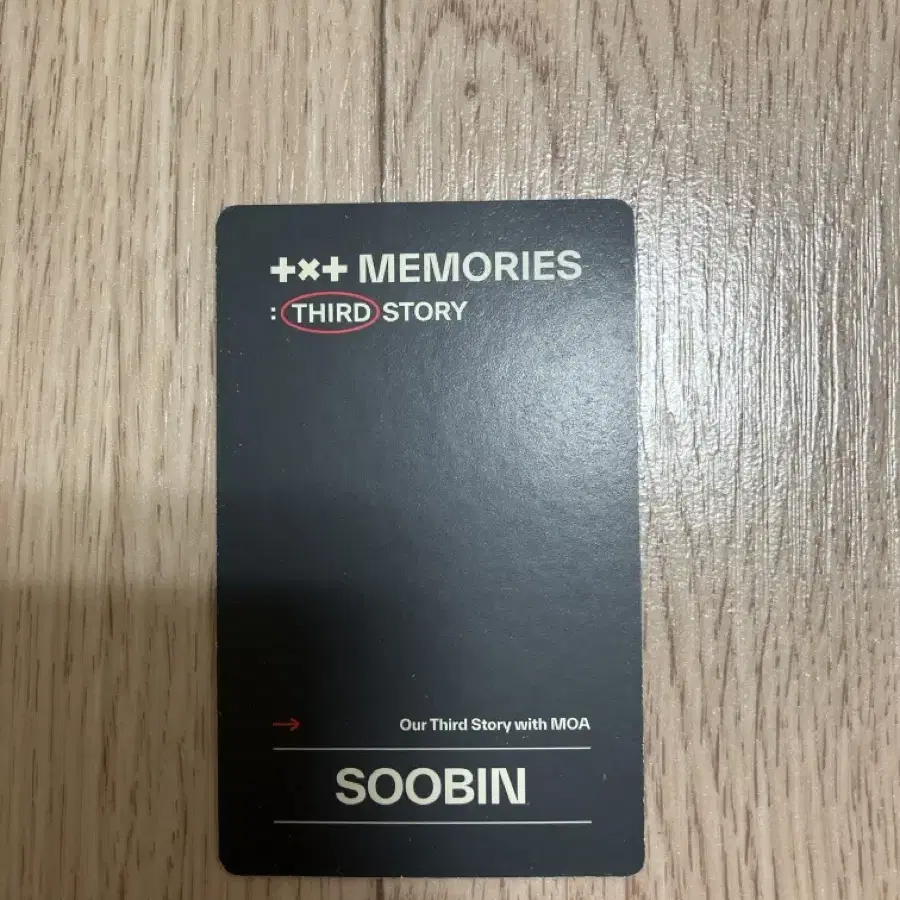 +x+ MEMORIES
: THIRD STORY
→ Our Third Story with MOA
SOOBIN